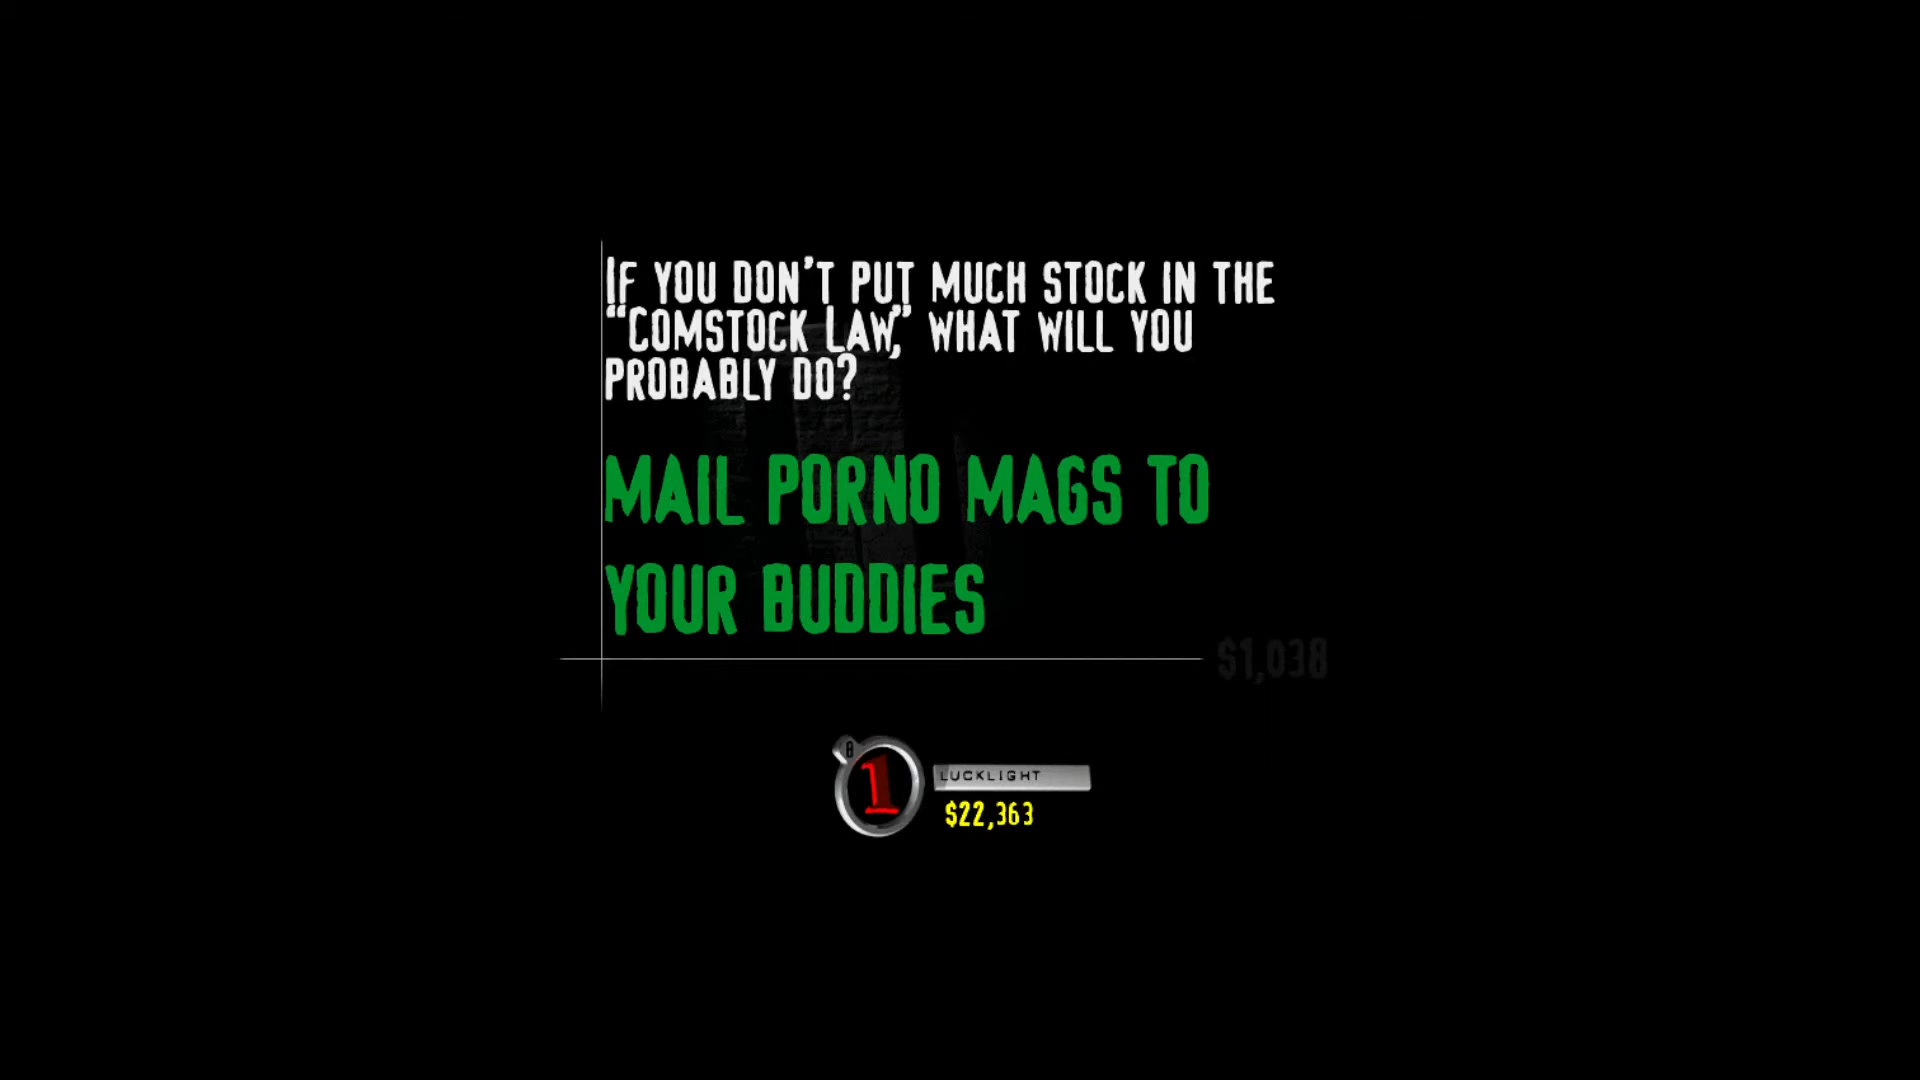 If you don't put much stock in the
“Comstock Law,” what will you
probably do?
MAIL PORNO MAGS TO
YOUR BUDDIES
$1,038
B
1
LUCKLIGHT
$22,363